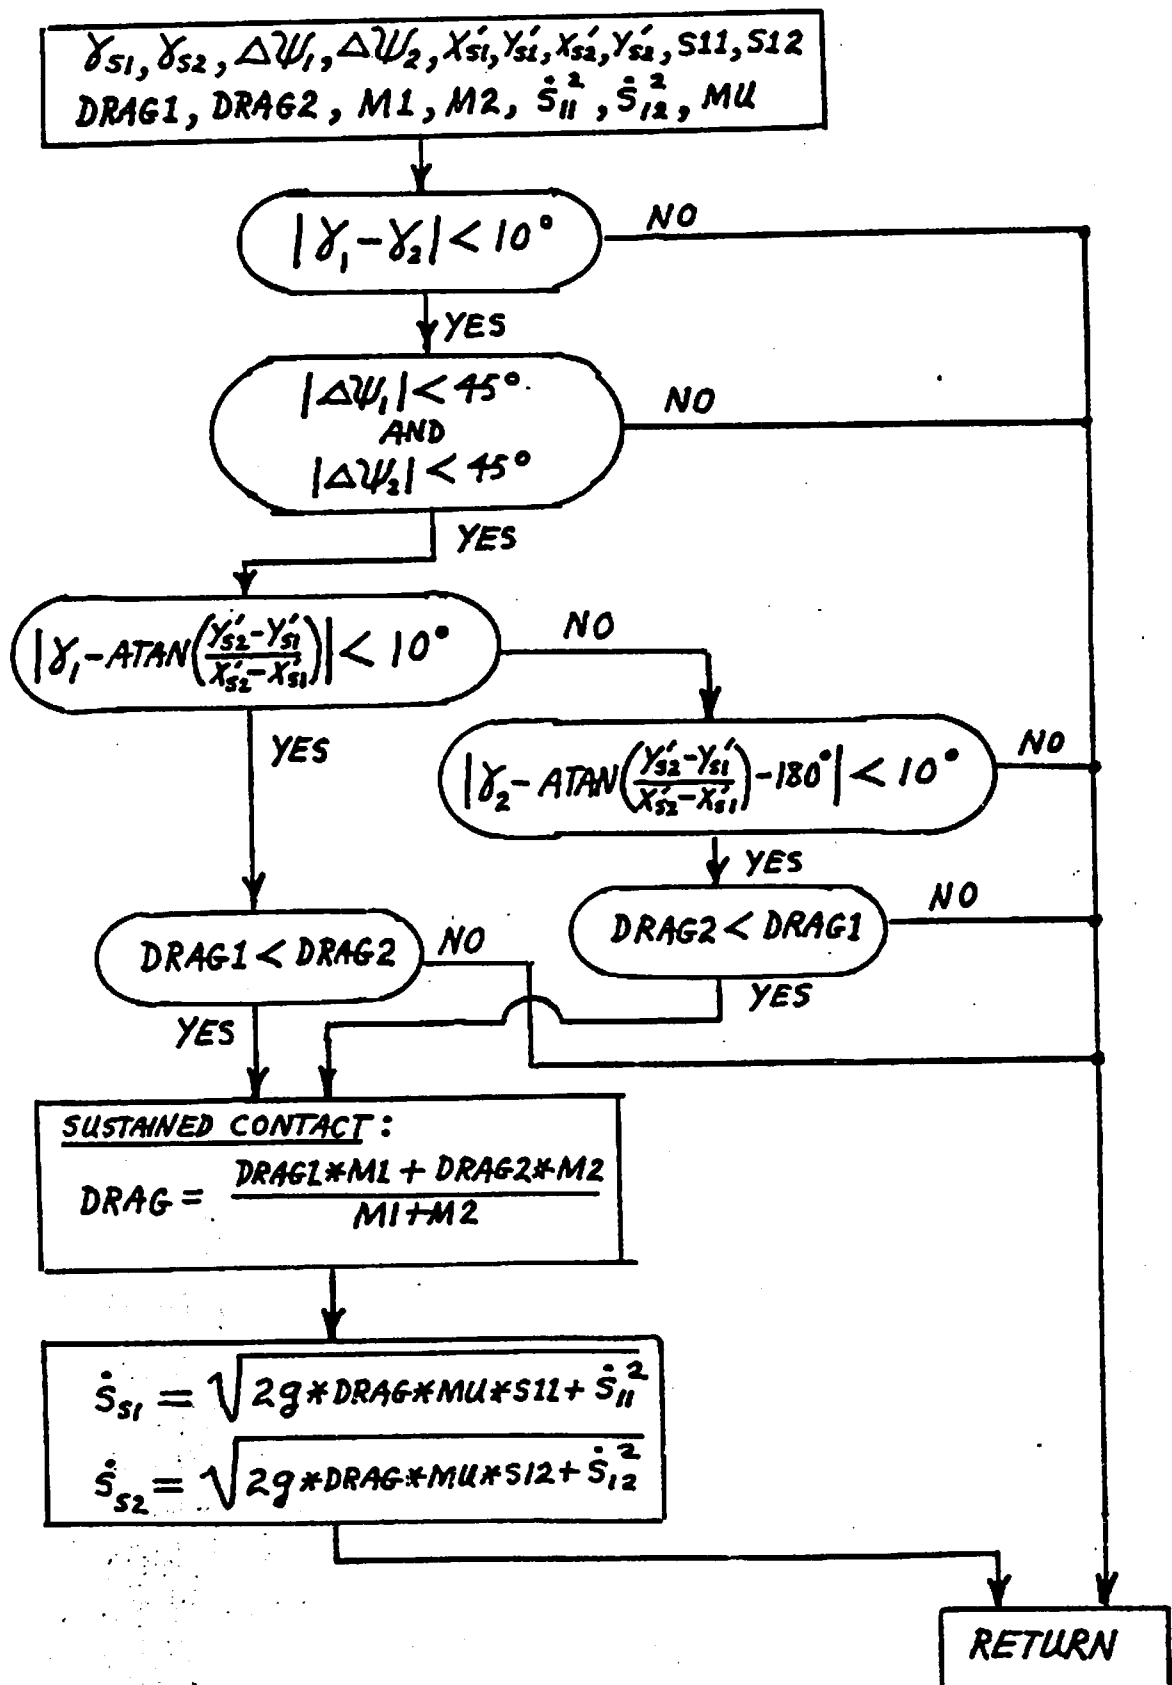 γS1, γS2, Δψ1, Δψ2, X′S1, Y′S1, X′S2, Y′S2, S11, S12
DRAG1, DRAG2, M1, M2, Ṡ11², Ṡ12², MU
|γ1 − γ2| < 10°
NO
YES
|Δψ1| < 45°
AND
|Δψ2| < 45°
NO
YES
|γ1 − ATAN((Y′S2 − Y′S1)/(X′S2 − X′S1))| < 10°
NO
YES
|γ2 − ATAN((Y′S2 − Y′S1)/(X′S2 − X′S1)) − 180°| < 10°
NO
YES
DRAG1 < DRAG2
NO
YES
DRAG2 < DRAG1
NO
YES
SUSTAINED CONTACT:
DRAG = (DRAG1*M1 + DRAG2*M2)/(M1+M2)
ṠS1 = √(2g*DRAG*MU*S11 + Ṡ11²)
ṠS2 = √(2g*DRAG*MU*S12 + Ṡ12²)
RETURN